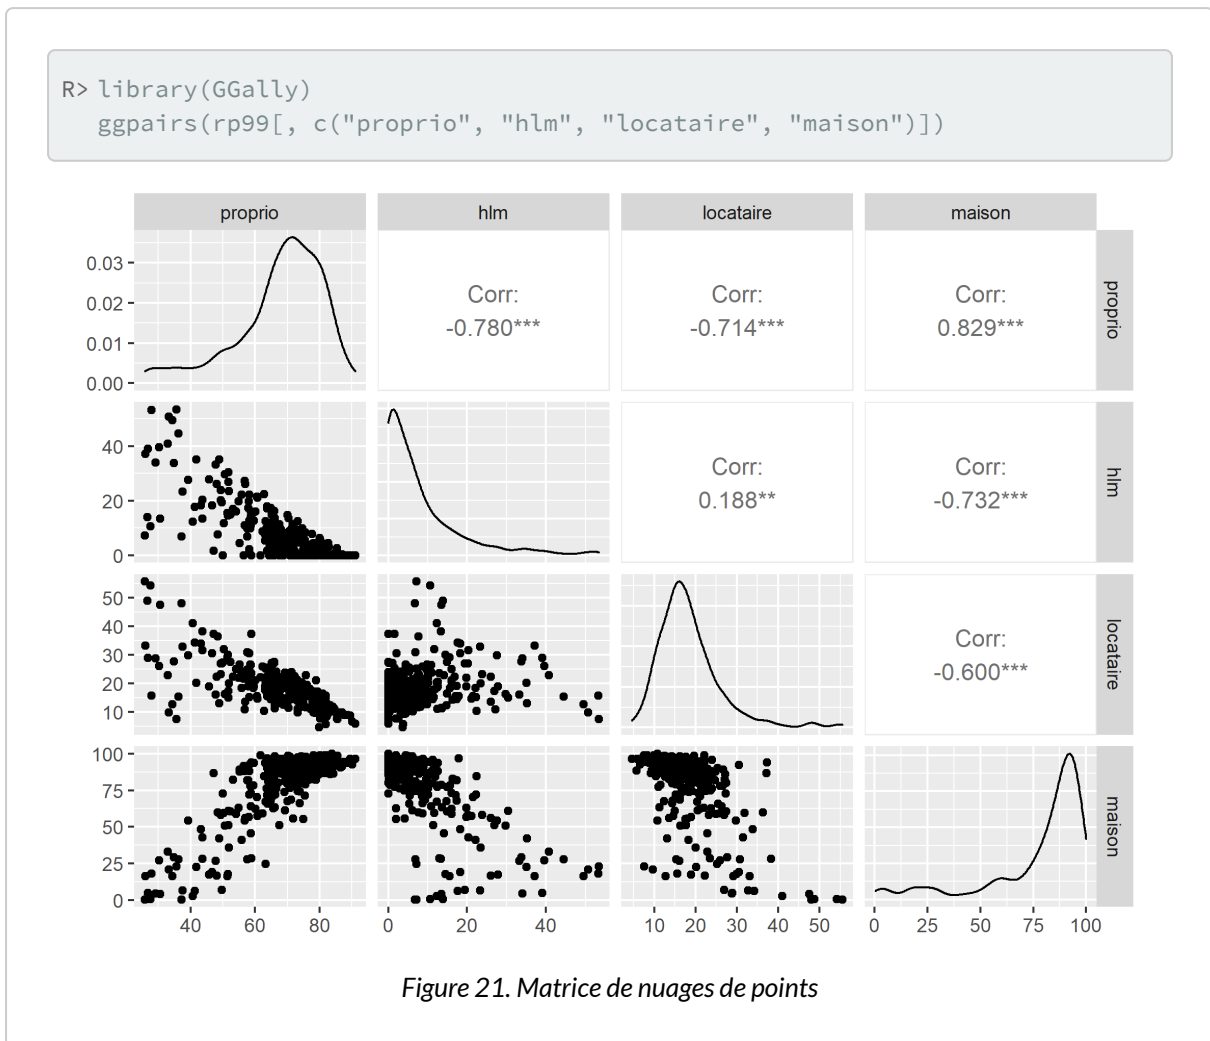 R> library(GGally)
ggpairs(rp99[, c("proprio", "hlm", "locataire", "maison")])
proprio hlm locataire maison
0.03
0.02
0.01
0.00
Corr:
-0.780***
Corr:
-0.714***
Corr:
0.829***
proprio
40
20
0
Corr:
0.188**
Corr:
-0.732***
hlm
50
40
30
20
10
Corr:
-0.600***
locataire
100
75
50
25
0
maison
40 60 80 0 20 40 10 20 30 40 50 0 25 50 75 100
Figure 21. Matrice de nuages de points